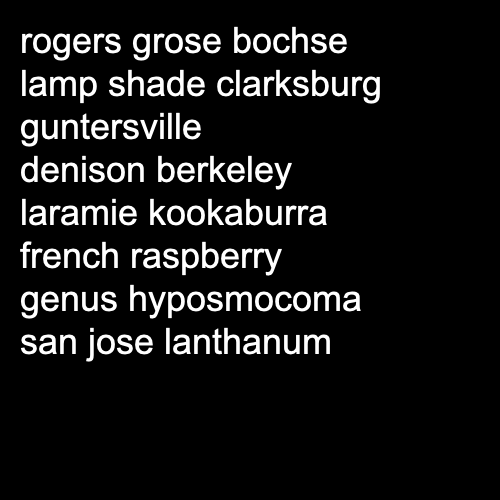 rogers grose bochse
lamp shade clarksburg
guntersville
denison berkeley
laramie kookaburra
french raspberry
genus hyposmocoma
san jose lanthanum